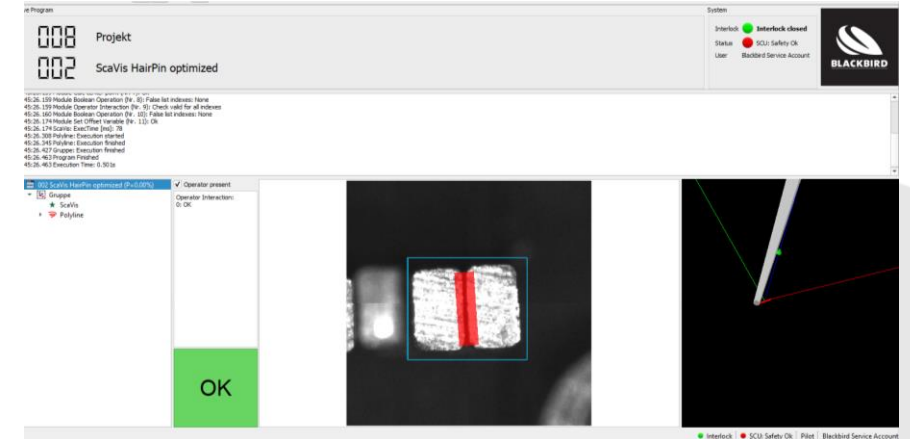 ve Program
System
008 Projekt
002 ScaVis HairPin optimized
Interlock Interlock closed
Status SCU: Safety Ok
User Blackbird Service Account
BLACKBIRD
45:26.159 Module Boolean Operation (Nr. 8): False list indexes: None
45:26.159 Module Operator Interaction (Nr. 9): Check valid for all indexes
45:26.160 Module Boolean Operation (Nr. 10): False list indexes: None
45:26.174 Module Set Offset Variable (Nr. 11): Ok
45:26.174 ScaVis: ExecTime [ms]: 78
45:26.308 Polyline: Execution started
45:26.345 Polyline: Execution finished
45:26.427 Gruppe: Execution finished
45:26.463 Program Finished
45:26.463 Execution Time: 0.501s
002 ScaVis HairPin optimized (P=0.00%)
Gruppe
ScaVis
Polyline
Operator present
Operator Interaction:
0: OK
OK
Interlock SCU: Safety Ok Pilot Blackbird Service Account